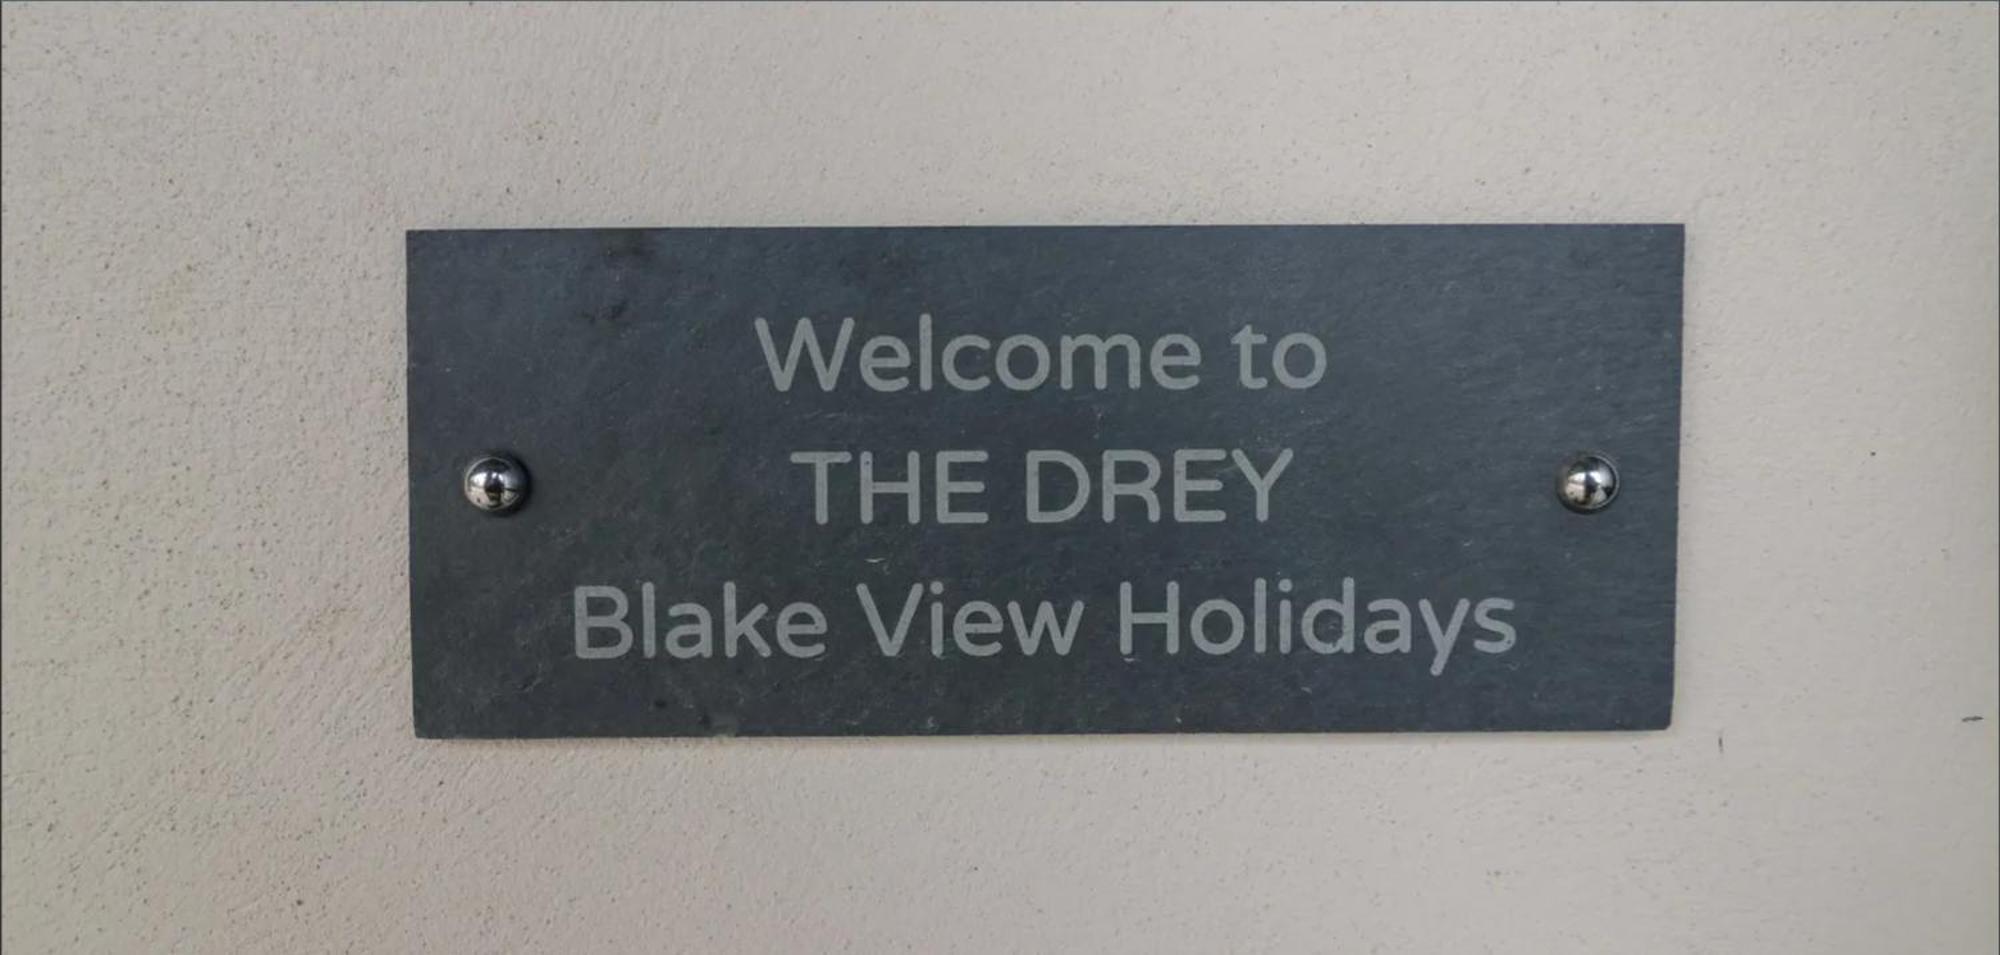 Welcome to
THE DREY
Blake View Holidays